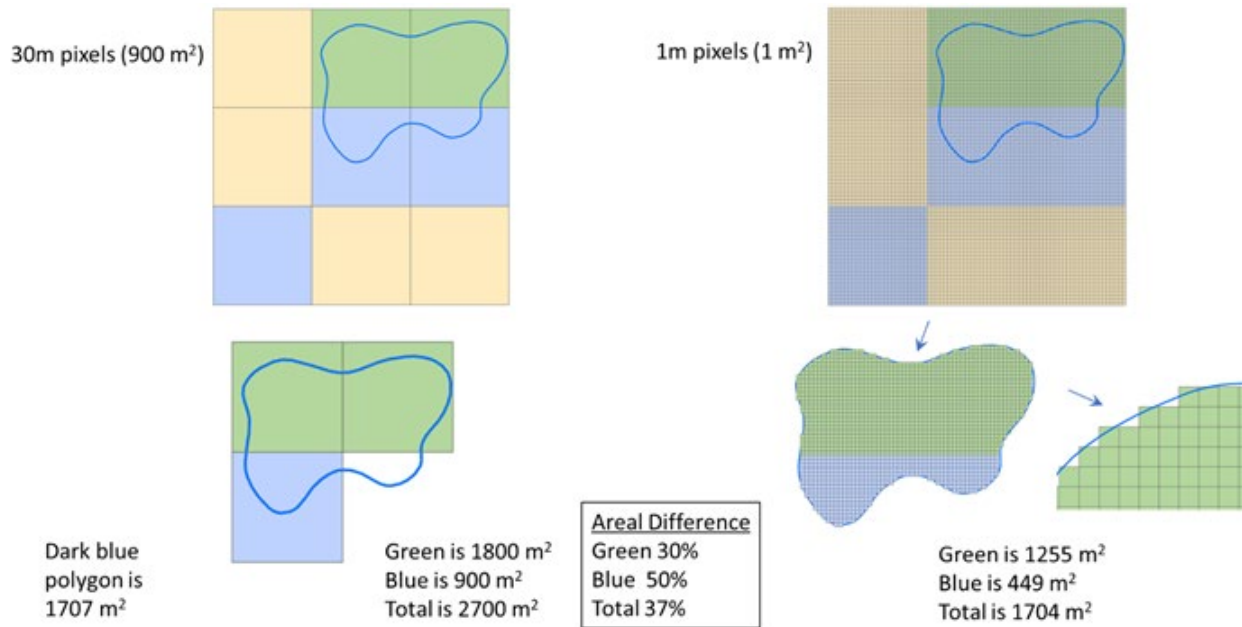 30m pixels (900 m²)
1m pixels (1 m²)
Dark blue
polygon is
1707 m²
Green is 1800 m²
Blue is 900 m²
Total is 2700 m²
Areal Difference
Green 30%
Blue 50%
Total 37%
Green is 1255 m²
Blue is 449 m²
Total is 1704 m²